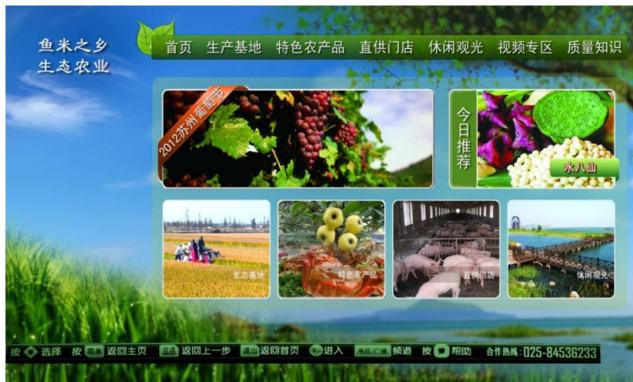 鱼米之乡
生态农业
首页 生产基地 特色农产品 直供门店 休闲观光 视频专区 质量知识
2012苏州葡萄节
今日推荐
水八仙
生态基地
特色农产品
直供门店
休闲观光
按 选择 按 返回主页 返回上一步 返回首页 进入 频道 按 帮助 合作热线:025-84536233